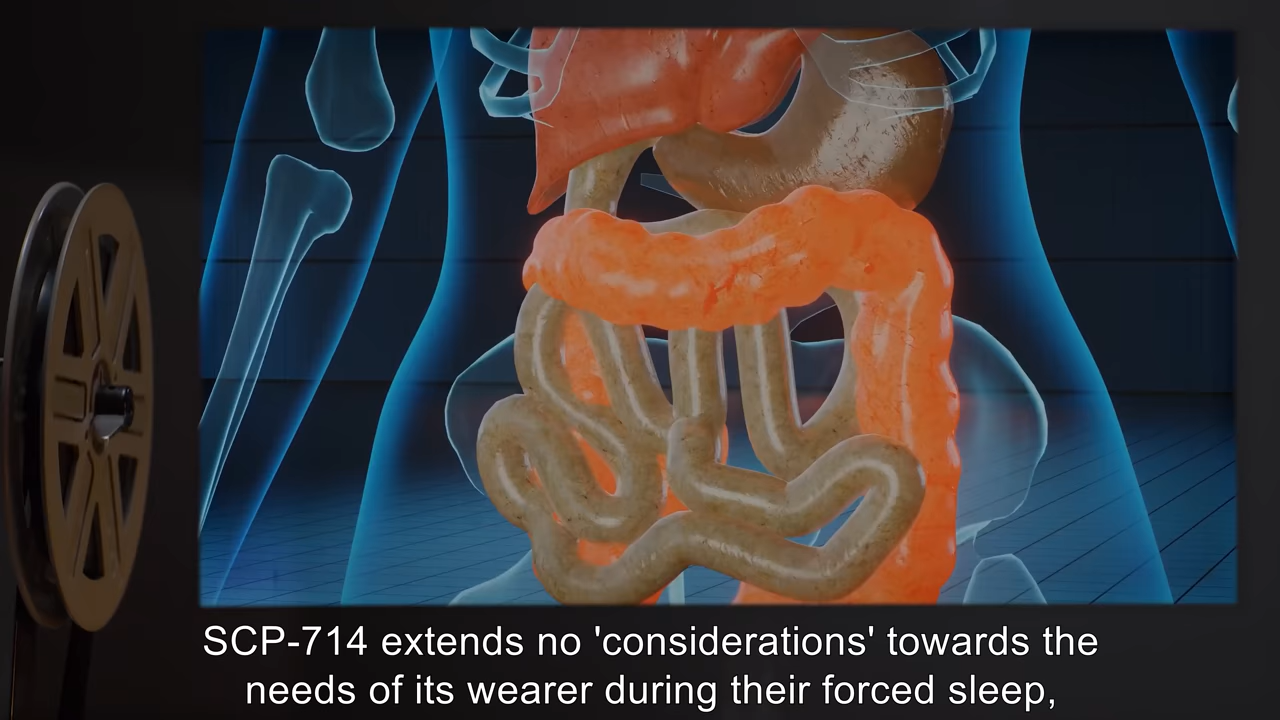 SCP-714 extends no 'considerations' towards the
needs of its wearer during their forced sleep,